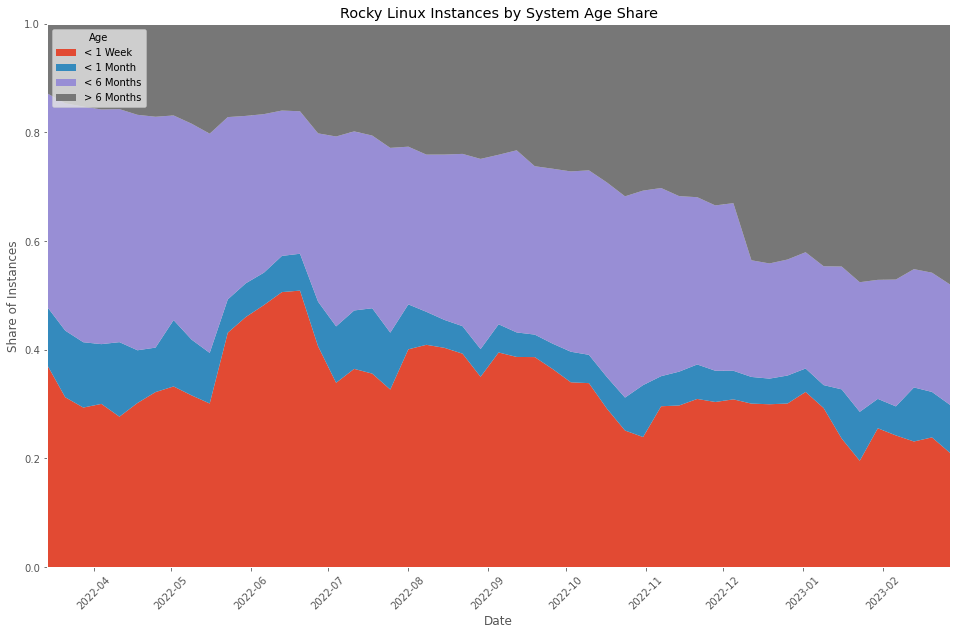 Rocky Linux Instances by System Age Share
1.0
Age
< 1 Week
< 1 Month
< 6 Months
> 6 Months
0.8
0.6
Share of Instances
0.4
0.2
0.0
2022-04
2022-05
2022-06
2022-07
2022-08
2022-09
2022-10
2022-11
2022-12
2023-01
2023-02
Date